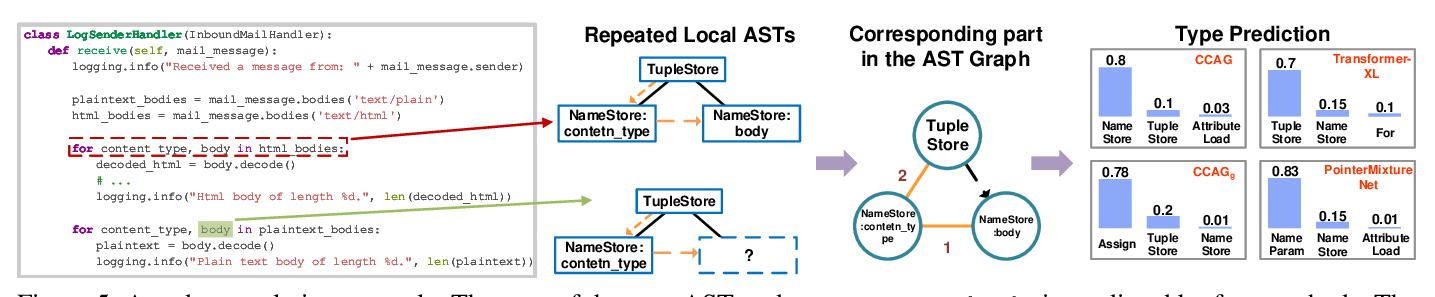 class LogSenderHandler(InboundMailHandler):
def receive(self, mail_message):
logging.info("Received a message from: " + mail_message.sender)
plaintext_bodies = mail_message.bodies('text/plain')
html_bodies = mail_message.bodies('text/html')
for content_type, body in html_bodies:
decoded_html = body.decode()
# ...
logging.info("Html body of length %d.", len(decoded_html))
for content_type, body in plaintext_bodies:
plaintext = body.decode()
logging.info("Plain text body of length %d.", len(plaintext))
Repeated Local ASTs
TupleStore
NameStore:
contetn_type
NameStore:
body
TupleStore
NameStore:
contetn_type
?
Corresponding part
in the AST Graph
Tuple
Store
2
NameStore
:contetn_ty
pe
NameStore
:body
1
Type Prediction
CCAG
0.8
0.1
0.03
Name
Store
Tuple
Store
Attribute
Load
Transformer-
XL
0.7
0.15
0.1
Tuple
Store
Name
Store
For
CCAGg
0.78
0.2
0.01
Assign
Tuple
Store
Name
Store
PointerMixture
Net
0.83
0.15
0.01
Name
Param
Name
Store
Attribute
Load